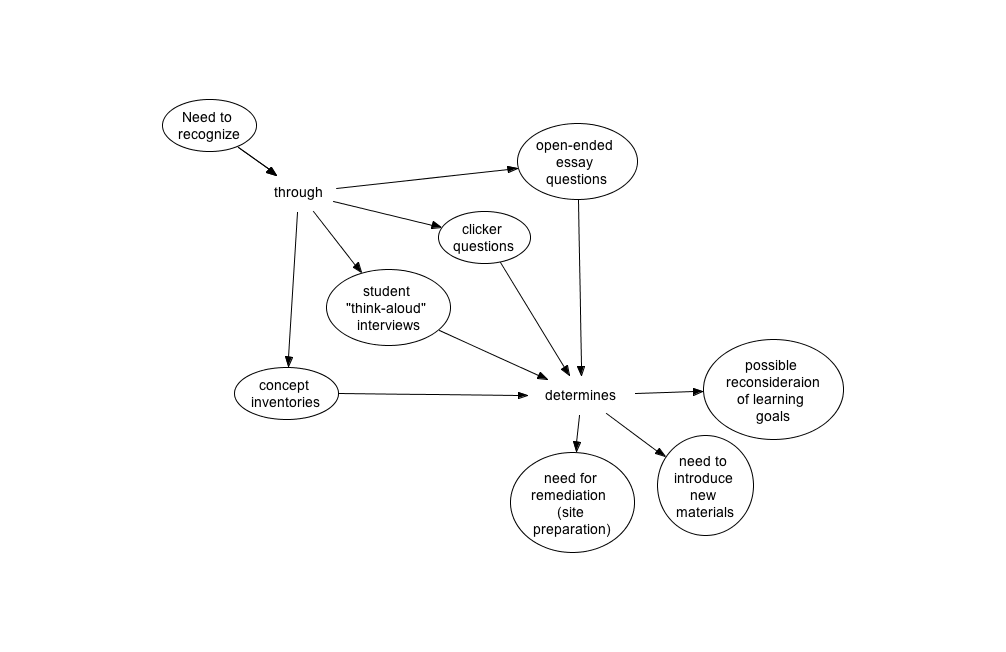 Need to
recognize
through
open-ended
essay
questions
clicker
questions
student
"think-aloud"
interviews
concept
inventories
determines
possible
reconsideraion
of learning
goals
need to
introduce
new
materials
need for
remediation
(site
preparation)